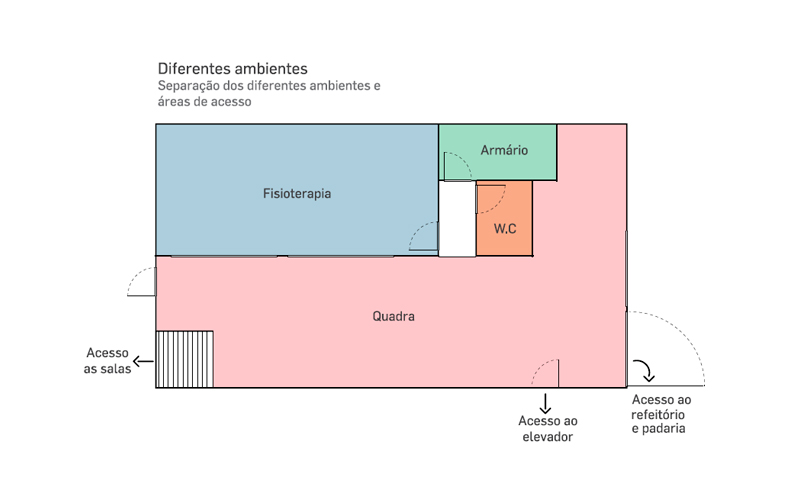 Diferentes ambientes
Separação dos diferentes ambientes e
áreas de acesso
Armário
Fisioterapia
W.C
Quadra
Acesso
as salas
Acesso ao
elevador
Acesso ao
refeitório
e padaria